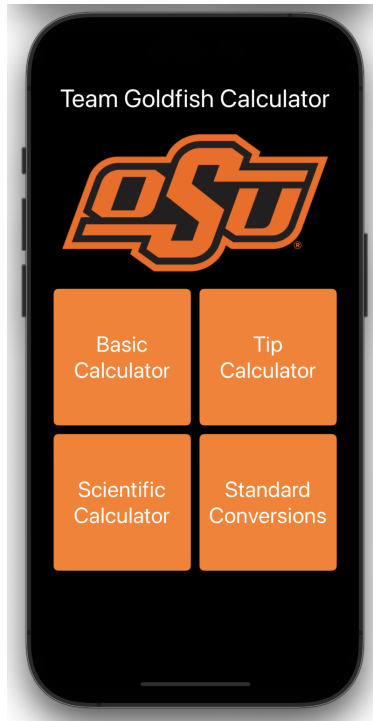 Team Goldfish Calculator
OSU
®
Basic
Calculator
Tip
Calculator
Scientific
Calculator
Standard
Conversions